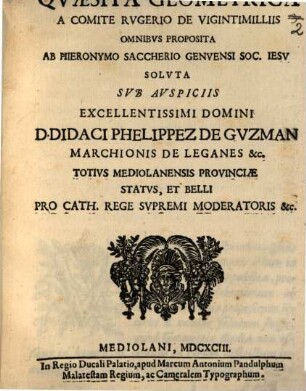 QVÆSITA GEOMETRICA
A COMITE RVGERIO DE VIGINTIMILLIIS
OMNIBVS PROPOSITA
AB HIERONYMO SACCHERIO GENVENSI SOC. IESV
SOLVTA
SVB AVSPICIIS
EXCELLENTISSIMI DOMINI
D·DIDACI PHELIPPEZ DE GVZMAN
MARCHIONIS DE LEGANES &c.
TOTIVS MEDIOLANENSIS PROVINCIÆ
STATVS, ET BELLI
PRO CATH. REGE SVPREMI MODERATORIS &c.
MEDIOLANI, MDCXCIII.
In Regio Ducali Palatio, apud Marcum Antonium Pandulphum
Malatestam Regium, ac Cameralem Typographum.
2